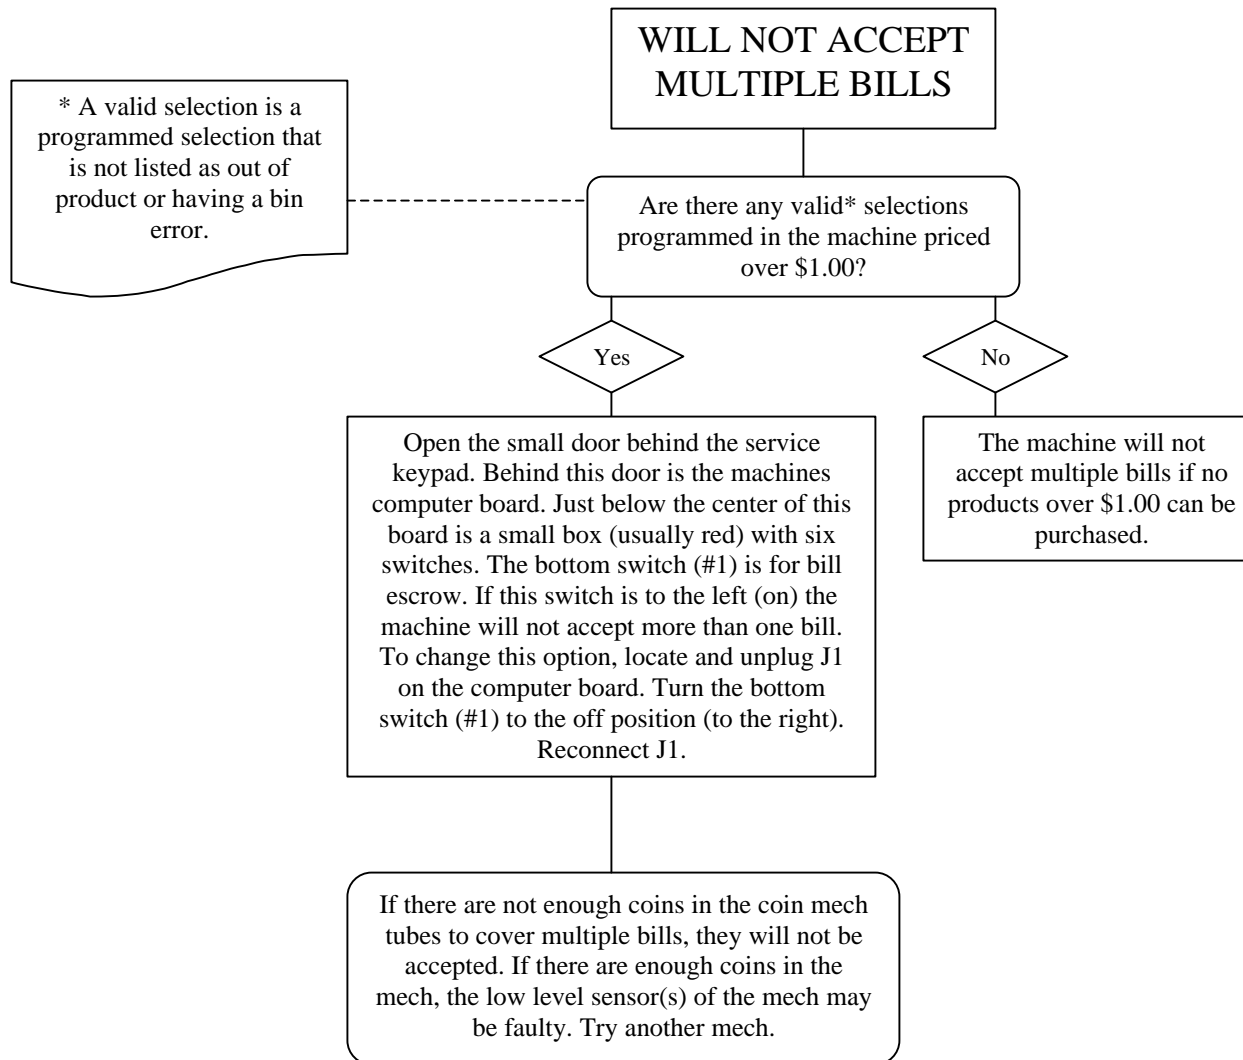 WILL NOT ACCEPT
MULTIPLE BILLS
* A valid selection is a
programmed selection that
is not listed as out of
product or having a bin
error.
Are there any valid* selections
programmed in the machine priced
over $1.00?
Yes
No
Open the small door behind the service
keypad. Behind this door is the machines
computer board. Just below the center of this
board is a small box (usually red) with six
switches. The bottom switch (#1) is for bill
escrow. If this switch is to the left (on) the
machine will not accept more than one bill.
To change this option, locate and unplug J1
on the computer board. Turn the bottom
switch (#1) to the off position (to the right).
Reconnect J1.
The machine will not
accept multiple bills if no
products over $1.00 can be
purchased.
If there are not enough coins in the coin mech
tubes to cover multiple bills, they will not be
accepted. If there are enough coins in the
mech, the low level sensor(s) of the mech may
be faulty. Try another mech.